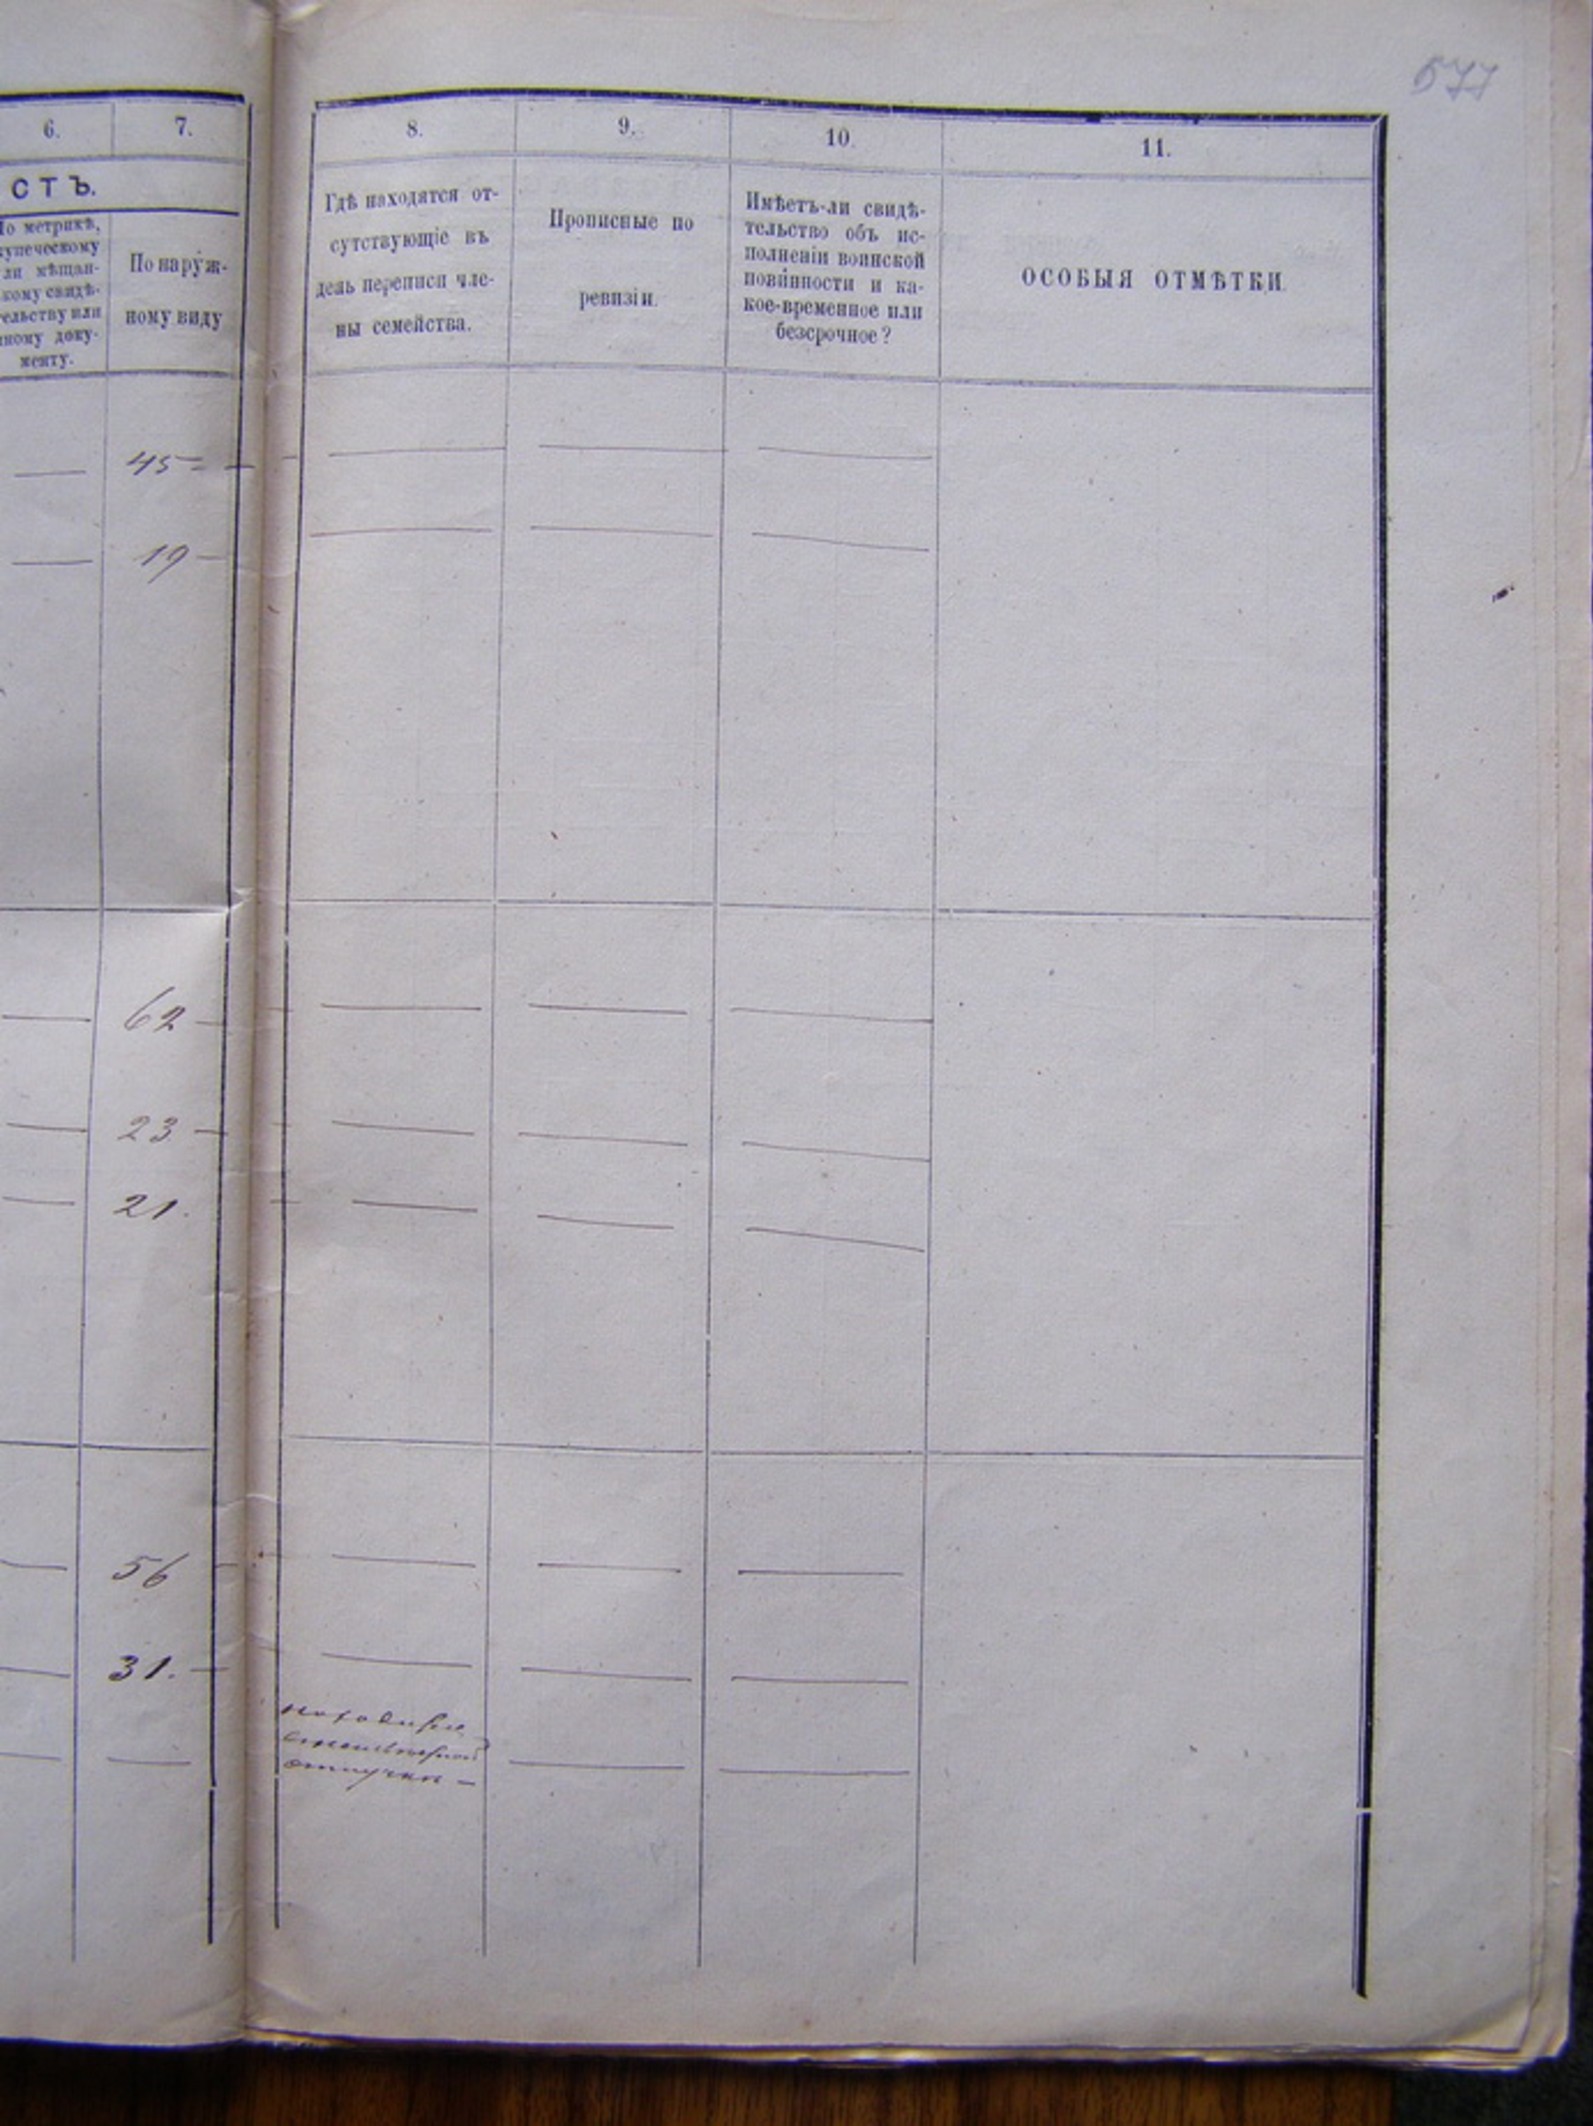 577
6.
7.
8.
9.
10.
11.
СТЪ.
По метрикѣ,
купеческому
ли мѣщан-
скому свидѣ-
тельству или
иному доку-
менту.
По наруж-
ному виду
Гдѣ находятся от-
сутствующіе въ
день переписи чле-
ны семейства.
Прописные по
ревизіи.
Имѣетъ-ли свидѣ-
тельство объ ис-
полненіи воинской
повинности и ка-
кое-временное или
безсрочное?
ОСОБЫЯ ОТМѢТКИ.
45
19
62
23
21.
56
31.
отлучки